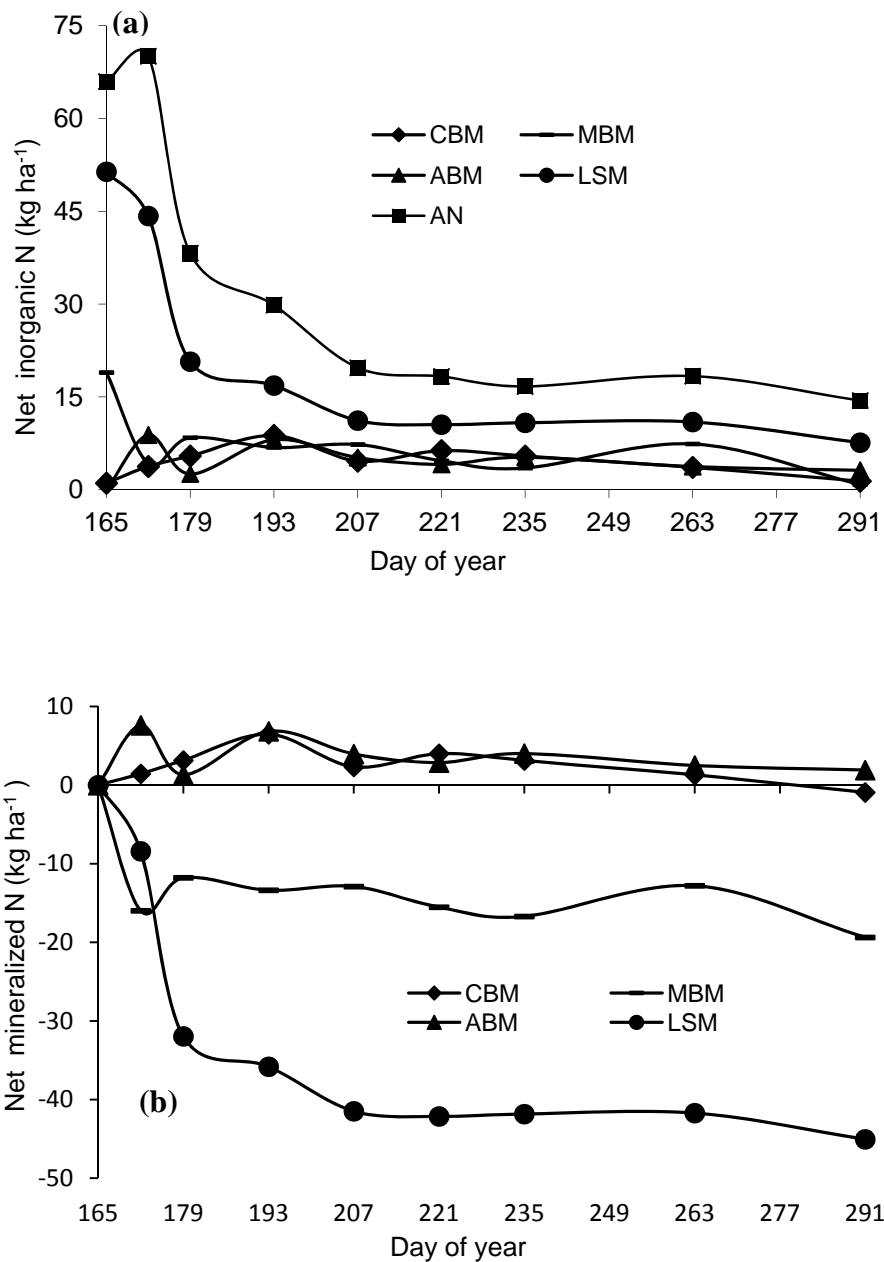 (a)
75
60
45
30
15
0
Net inorganic N (kg ha⁻¹)
CBM MBM
ABM LSM
AN
165 179 193 207 221 235 249 263 277 291
Day of year
10
0
-10
-20
-30
-40
-50
Net mineralized N (kg ha⁻¹)
CBM MBM
ABM LSM
(b)
165 179 193 207 221 235 249 263 277 291
Day of year